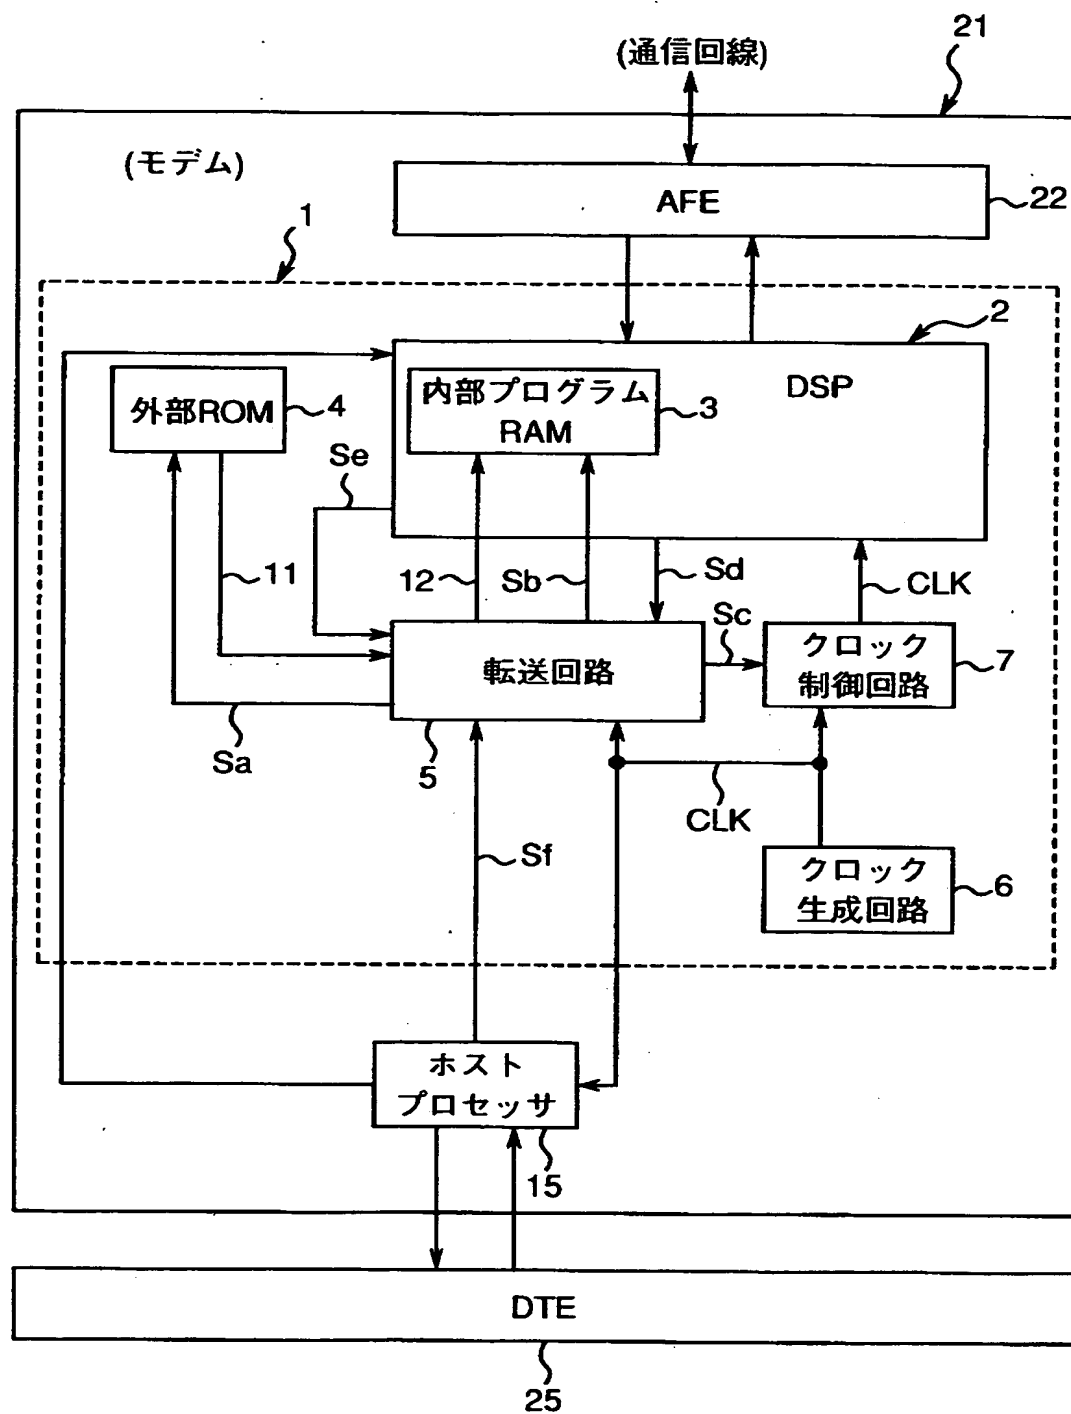 21
(通信回線)
(モデム)
AFE
22
1
2
DSP
外部ROM
4
内部プログラム
RAM
3
Se
11
12
Sb
Sd
CLK
Sc
転送回路
クロック
制御回路
7
Sa
5
CLK
Sf
クロック
生成回路
6
ホスト
プロセッサ
15
DTE
25